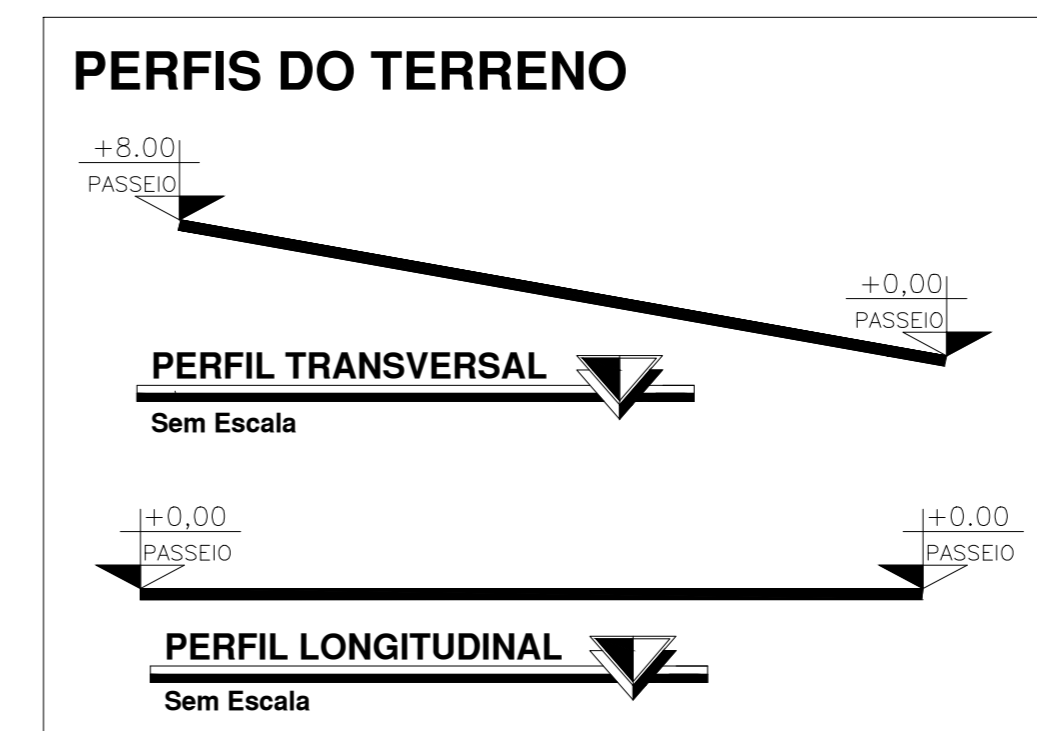 PERFIS DO TERRENO
+8.00
PASSEIO
+0,00
PASSEIO
PERFIL TRANSVERSAL
Sem Escala
+0,00
PASSEIO
+0.00
PASSEIO
PERFIL LONGITUDINAL
Sem Escala